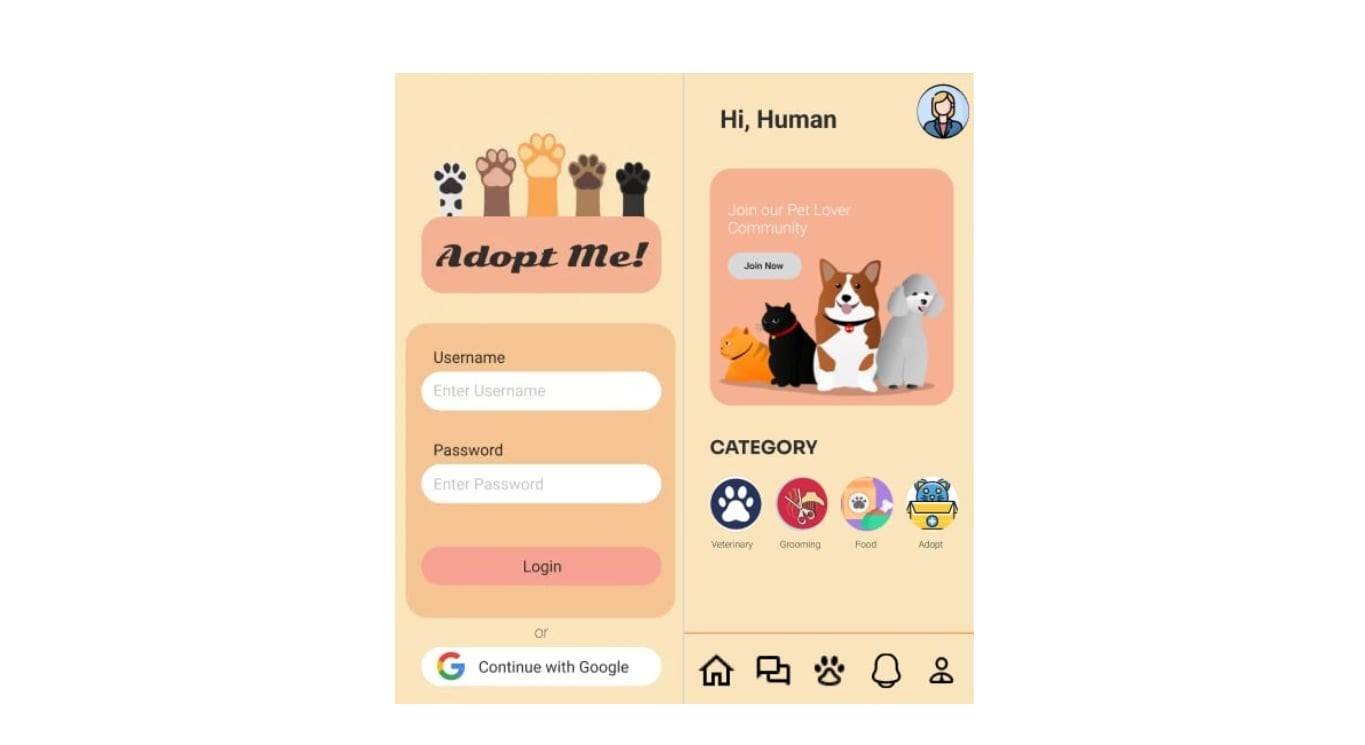 Adopt Me!
Username
Enter Username
Password
Enter Password
Login
or
Continue with Google
Hi, Human
Join our Pet Lover
Community
Join Now
CATEGORY
Veterinary
Grooming
Food
Adopt